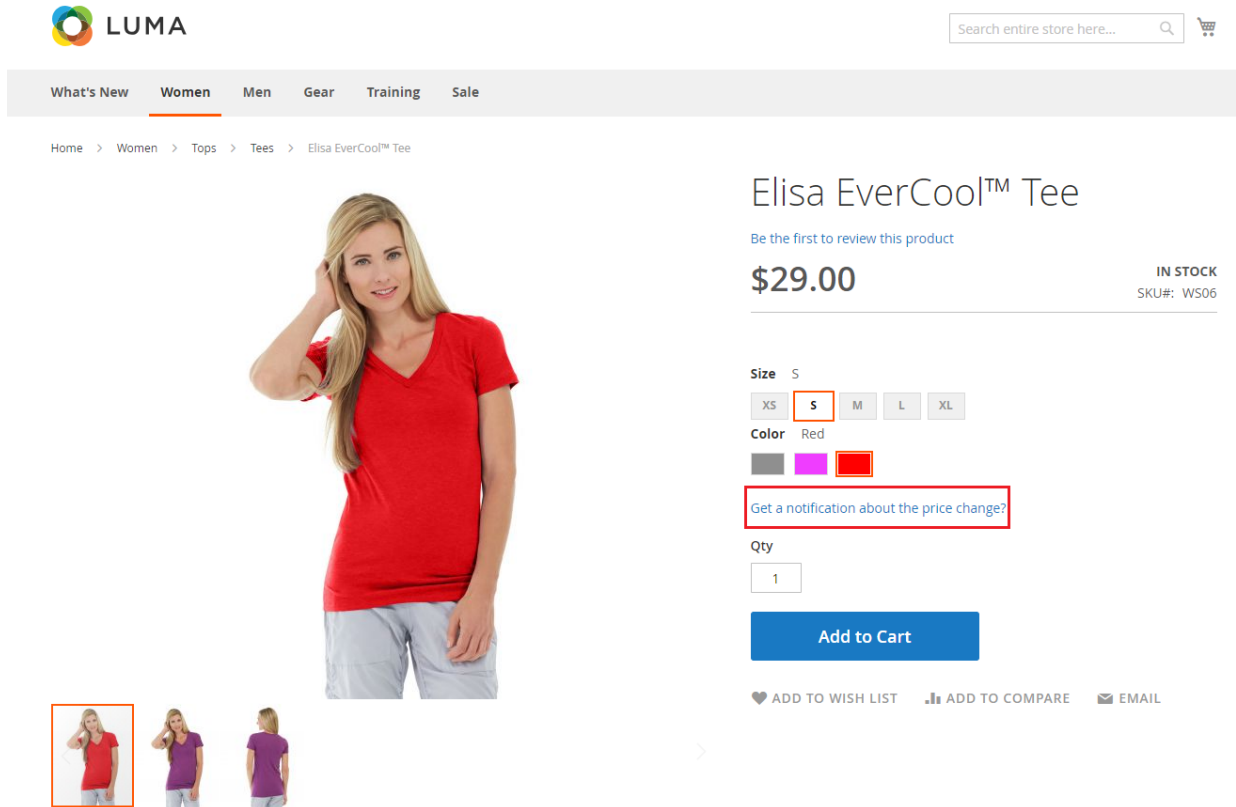 LUMA
Search entire store here...
What's New Women Men Gear Training Sale
Home > Women > Tops > Tees > Elisa EverCool™ Tee
Elisa EverCool™ Tee
Be the first to review this product
$29.00
IN STOCK
SKU#: WS06
Size S
XS S M L XL
Color Red
Get a notification about the price change?
Qty
1
Add to Cart
ADD TO WISH LIST ADD TO COMPARE EMAIL